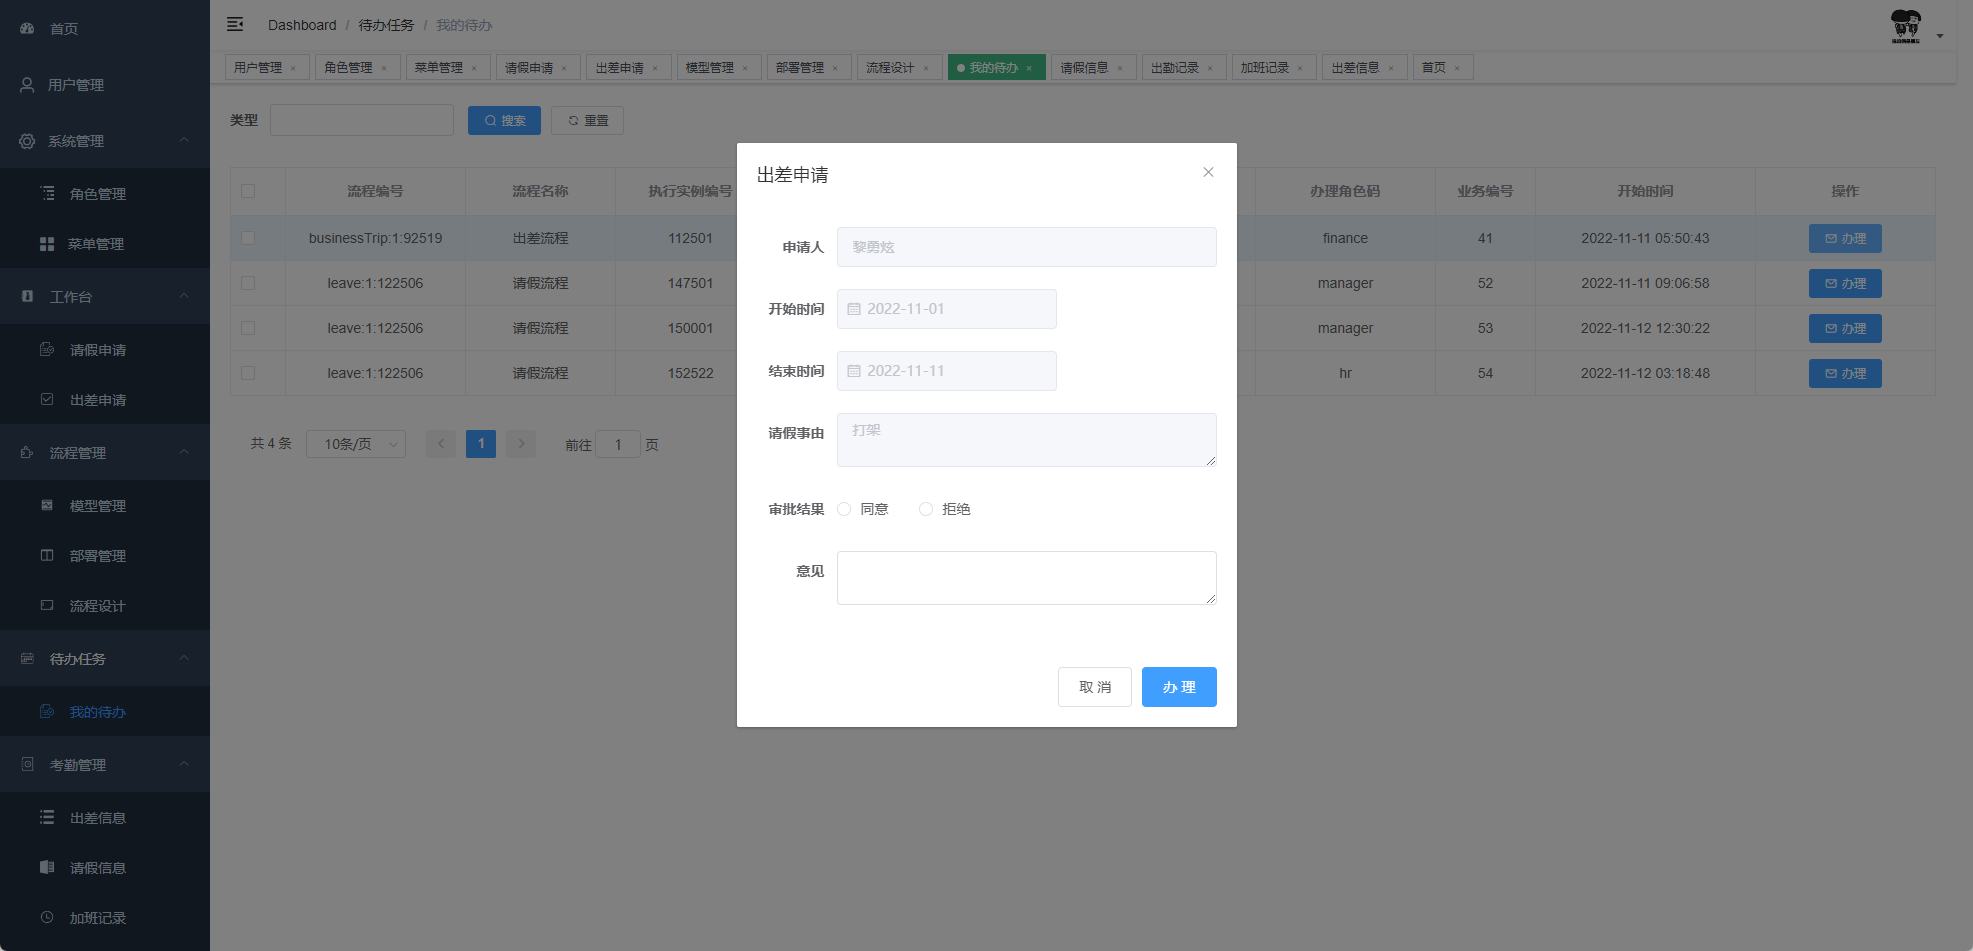 首页
用户管理
系统管理
角色管理
菜单管理
工作台
请假申请
出差申请
流程管理
模型管理
部署管理
流程设计
待办任务
我的待办
考勤管理
出差信息
请假信息
加班记录
Dashboard / 待办任务 / 我的待办
用户管理 × 角色管理 × 菜单管理 × 请假申请 × 出差申请 × 模型管理 × 部署管理 × 流程设计 × 我的待办 × 请假信息 × 出勤记录 × 加班记录 × 出差信息 × 首页 ×
类型 搜索 重置
流程编号 流程名称 执行实例编号 办理角色码 业务编号 开始时间 操作
businessTrip:1:92519 出差流程 112501 finance 41 2022-11-11 05:50:43 办理
leave:1:122506 请假流程 147501 manager 52 2022-11-11 09:06:58 办理
leave:1:122506 请假流程 150001 manager 53 2022-11-12 12:30:22 办理
leave:1:122506 请假流程 152522 hr 54 2022-11-12 03:18:48 办理
共 4 条 10条/页 1 前往 1 页
出差申请
申请人 黎勇炫
开始时间 2022-11-01
结束时间 2022-11-11
请假事由 打架
审批结果 同意 拒绝
意见
取 消 办 理